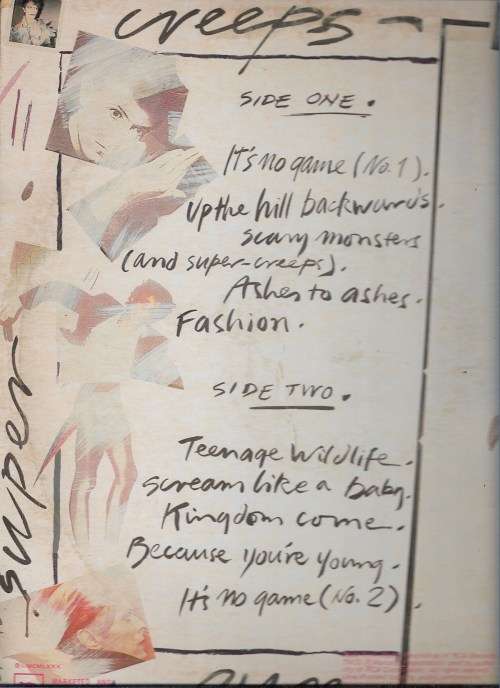 creeps
SIDE ONE.
It's no game (No. 1).
Up the hill backwards.
Scary monsters
(and super-creeps).
Ashes to ashes.
Fashion.
SIDE TWO.
Teenage Wildlife.
Scream like a baby.
Kingdom come.
Because you're young.
It's no game (No. 2).
super
MARKETED AND